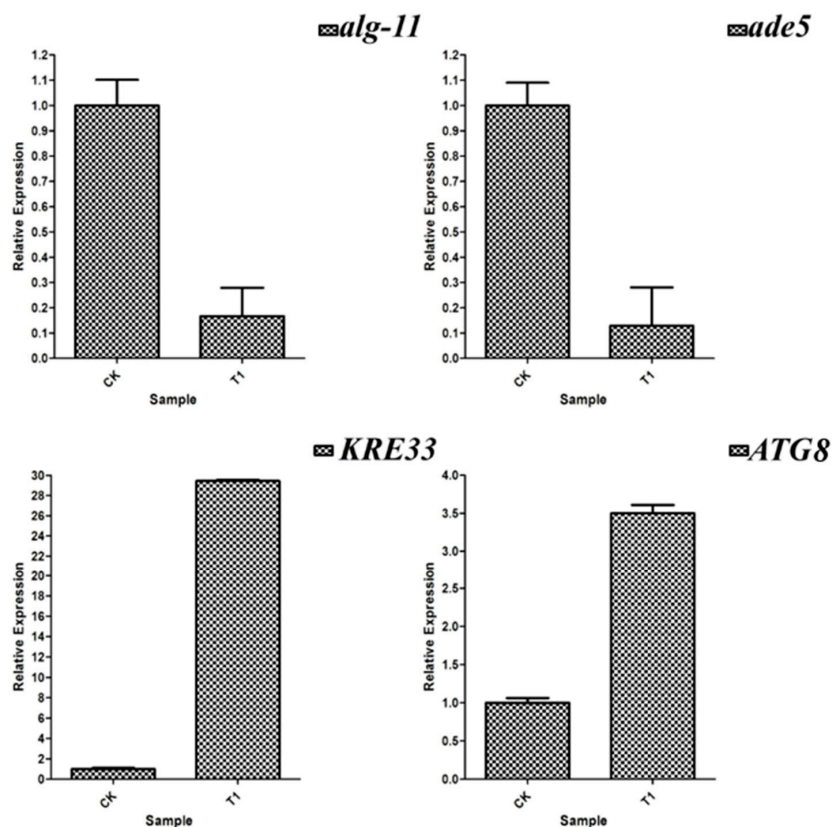 alg-11
1.2
1.1
1.0
0.9
0.8
0.7
0.6
0.5
0.4
0.3
0.2
0.1
0.0
Relative Expression
CK
T1
Sample
ade5
1.2
1.1
1.0
0.9
0.8
0.7
0.6
0.5
0.4
0.3
0.2
0.1
0.0
Relative Expression
CK
T1
Sample
KRE33
30
28
26
24
22
20
18
16
14
12
10
8
6
4
2
0
Relative Expression
CK
T1
Sample
ATG8
4.0
3.5
3.0
2.5
2.0
1.5
1.0
0.5
0.0
Relative Expression
CK
T1
Sample